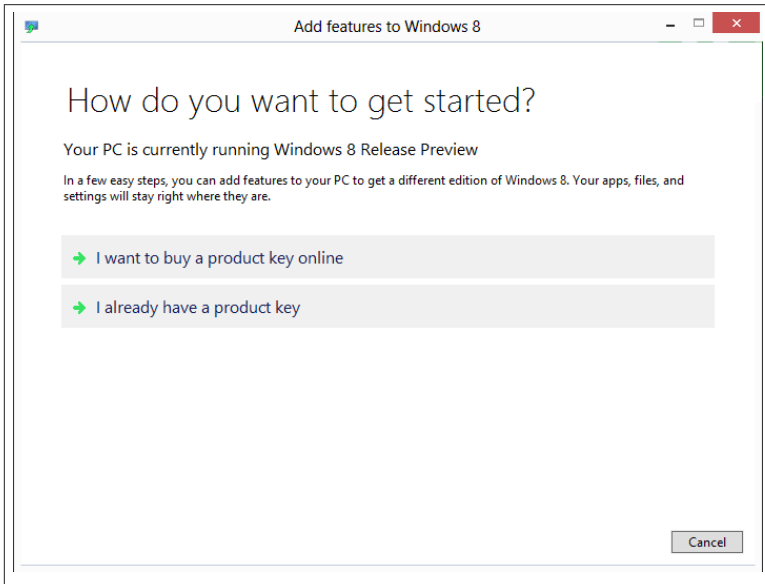 Add features to Windows 8
How do you want to get started?
Your PC is currently running Windows 8 Release Preview
In a few easy steps, you can add features to your PC to get a different edition of Windows 8. Your apps, files, and
settings will stay right where they are.
I want to buy a product key online
I already have a product key
Cancel